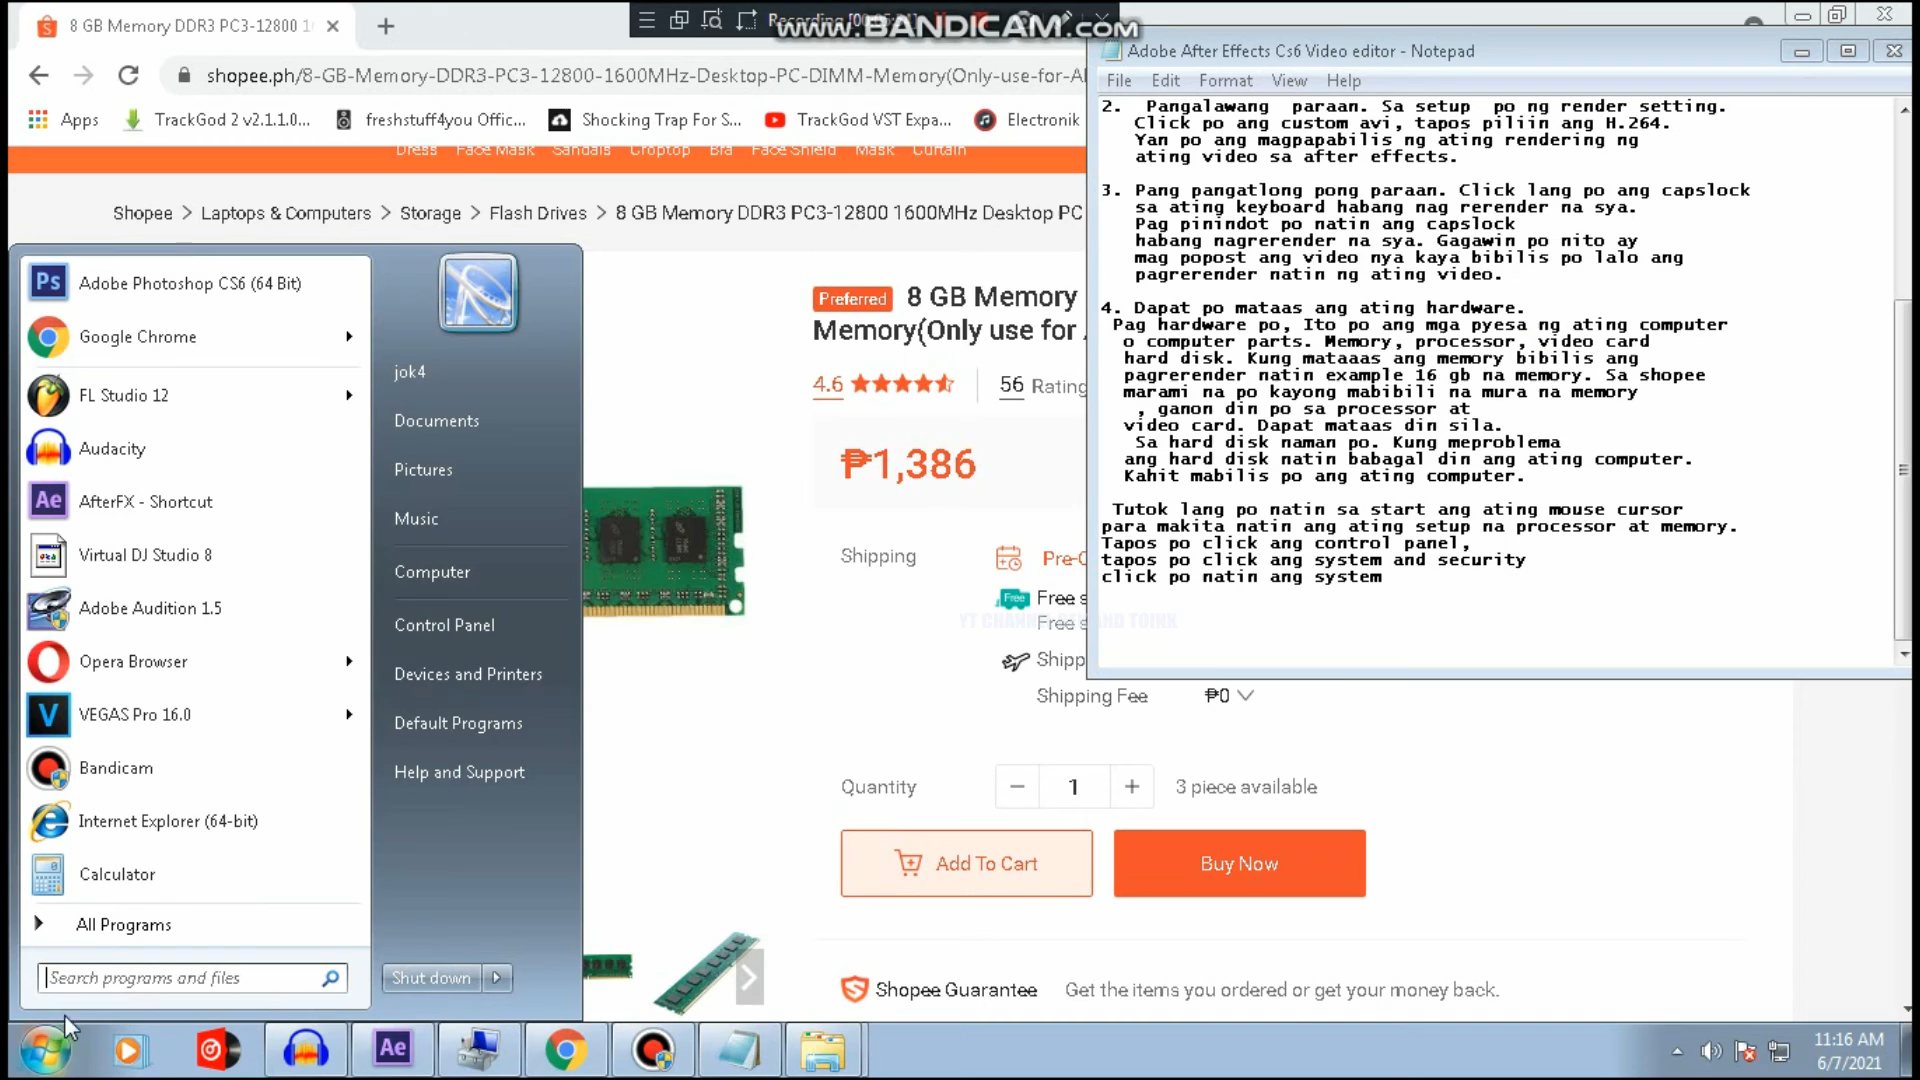 8 GB Memory DDR3 PC3-12800 1
Recording
www.BANDICAM.com
shopee.ph/8-GB-Memory-DDR3-PC3-12800-1600MHz-Desktop-PC-DIMM-Memory(Only-use-for-A
Apps
TrackGod 2 v2.1.1.0...
freshstuff4you Offic...
Shocking Trap For S...
TrackGod VST Expa...
Electronik
Dress Face Mask Sandals Croptop Bra Face Shield Mask Curtain
Shopee > Laptops & Computers > Storage > Flash Drives > 8 GB Memory DDR3 PC3-12800 1600MHz Desktop PC
Preferred 8 GB Memory
Memory(Only use for
4.6
56 Rating
₱1,386
Shipping
Free s
Free s
Shipp
Shipping Fee ₱0
Quantity
1
3 piece available
Add To Cart
Buy Now
Shopee Guarantee
Get the items you ordered or get your money back.
Adobe After Effects Cs6 Video editor - Notepad
File Edit Format View Help
2. Pangalawang paraan. Sa setup po ng render setting.
Click po ang custom avi, tapos piliin ang H.264.
Yan po ang magpapabilis ng ating rendering ng
ating video sa after effects.
3. Pang pangatlong pong paraan. Click lang po ang capslock
sa ating keyboard habang nag rerender na sya.
Pag pinindot po natin ang capslock
habang nagrerender na sya. Gagawin po nito ay
mag popost ang video nya kaya bibilis po lalo ang
pagrerender natin ng ating video.
4. Dapat po mataas ang ating hardware.
Pag hardware po, Ito po ang mga pyesa ng ating computer
o computer parts. Memory, processor, video card
hard disk. Kung mataaas ang memory bibilis ang
pagrerender natin example 16 gb na memory. Sa shopee
marami na po kayong mabibili na mura na memory
, ganon din po sa processor at
video card. Dapat mataas din sila.
Sa hard disk naman po. Kung meproblema
ang hard disk natin babagal din ang ating computer.
Kahit mabilis po ang ating computer.
Tutok lang po natin sa start ang ating mouse cursor
para makita natin ang ating setup na processor at memory.
Tapos po click ang control panel,
tapos po click ang system and security
click po natin ang system
Adobe Photoshop CS6 (64 Bit)
Google Chrome
FL Studio 12
Audacity
AfterFX - Shortcut
Virtual DJ Studio 8
Adobe Audition 1.5
Opera Browser
VEGAS Pro 16.0
Bandicam
Internet Explorer (64-bit)
Calculator
All Programs
Search programs and files
jok4
Documents
Pictures
Music
Computer
Control Panel
Devices and Printers
Default Programs
Help and Support
Shut down
11:16 AM
6/7/2021